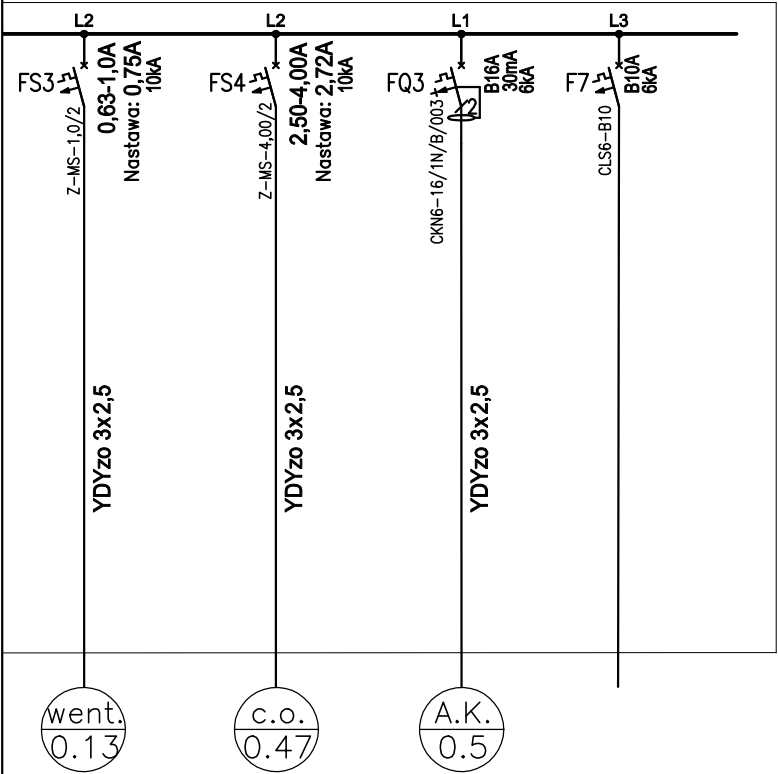 L2
L2
L1
L3
FS3
Z-MS-1,0/2
0,63-1,0A
Nastawa: 0,75A
10kA
FS4
Z-MS-4,00/2
2,50-4,00A
Nastawa: 2,72A
10kA
FQ3
CKN6-16/1N/B/003
B16A
30mA
6kA
2
F7
CLS6-B10
B10A
6kA
YDYzo 3x2,5
YDYzo 3x2,5
YDYzo 3x2,5
went.
0.13
c.o.
0.47
A.K.
0.5